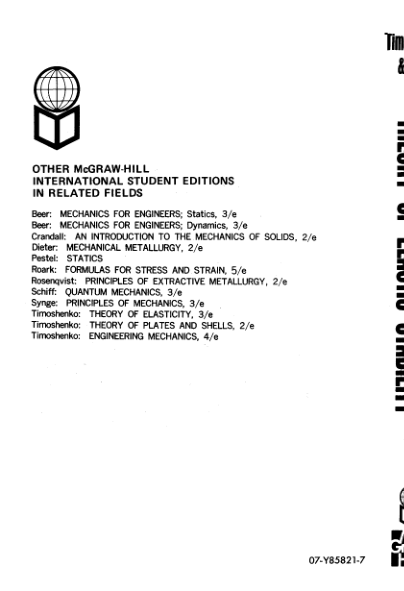 OTHER McGRAW-HILL
INTERNATIONAL STUDENT EDITIONS
IN RELATED FIELDS
Beer: MECHANICS FOR ENGINEERS; Statics, 3/e
Beer: MECHANICS FOR ENGINEERS; Dynamics, 3/e
Crandall: AN INTRODUCTION TO THE MECHANICS OF SOLIDS, 2/e
Dieter: MECHANICAL METALLURGY, 2/e
Pestel: STATICS
Roark: FORMULAS FOR STRESS AND STRAIN, 5/e
Rosenqvist: PRINCIPLES OF EXTRACTIVE METALLURGY, 2/e
Schiff: QUANTUM MECHANICS, 3/e
Synge: PRINCIPLES OF MECHANICS, 3/e
Timoshenko: THEORY OF ELASTICITY, 3/e
Timoshenko: THEORY OF PLATES AND SHELLS, 2/e
Timoshenko: ENGINEERING MECHANICS, 4/e
07-Y85821-7
Tim
&
THEORY OF ELASTIC STABILITY